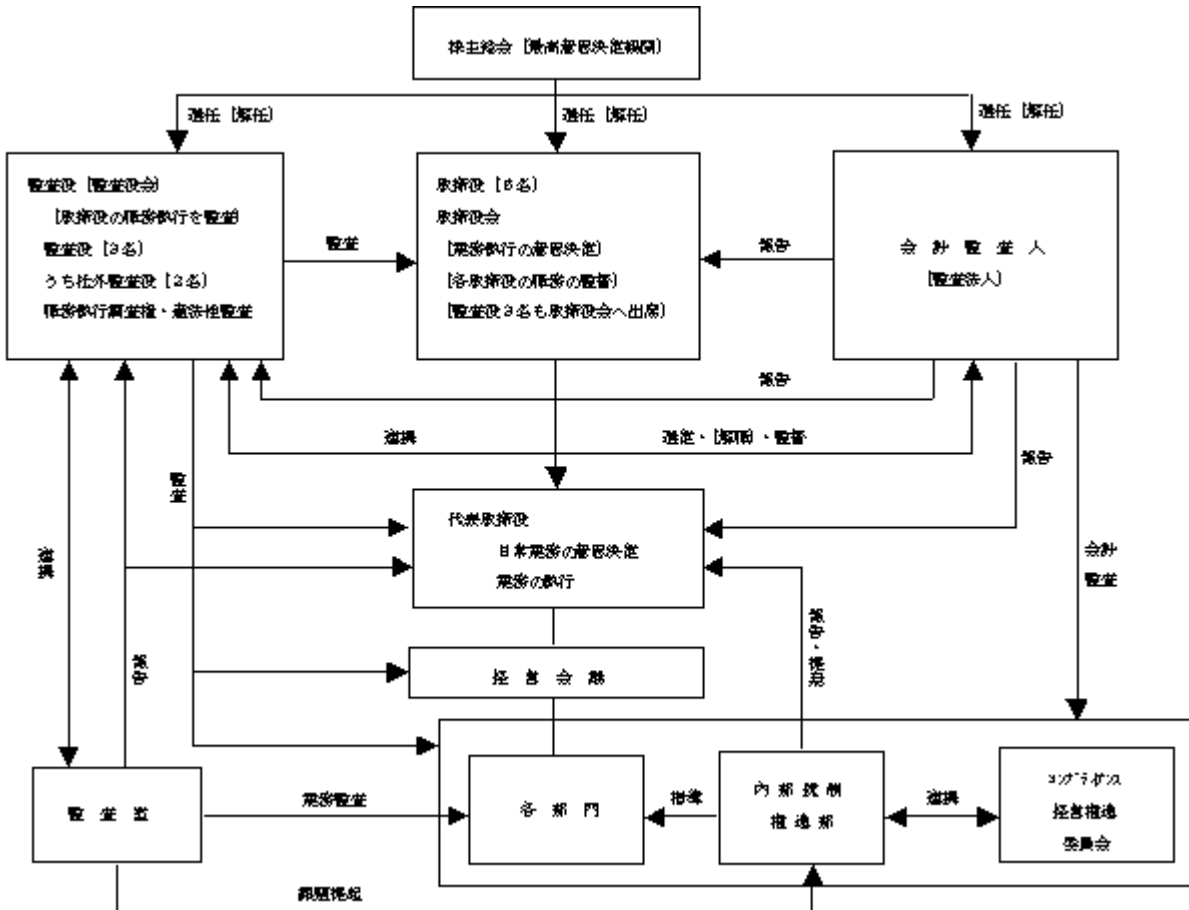 株主総会〔最高意思決定機関〕
選任〔解任〕
選任〔解任〕
選任〔解任〕
監査役〔監査役会〕
〔取締役の職務執行を監査〕
監査役〔3名〕
うち社外監査役〔2名〕
職務執行調査権・違法性監査
監査
取締役〔6名〕
取締役会
〔業務執行の意思決定〕
〔各取締役の職務の監督〕
〔監査役3名も取締役会へ出席〕
報告
会計監査人
〔監査法人〕
報告
連携
選定・〔解職〕・監督
監査
報告
連携
代表取締役
日常業務の意思決定
業務の執行
会計
監査
報告
報告・提出
経営会議
監査室
業務監査
各部門
指導
内部統制
推進部
連携
コンプライアンス
経営推進
委員会
課題提起